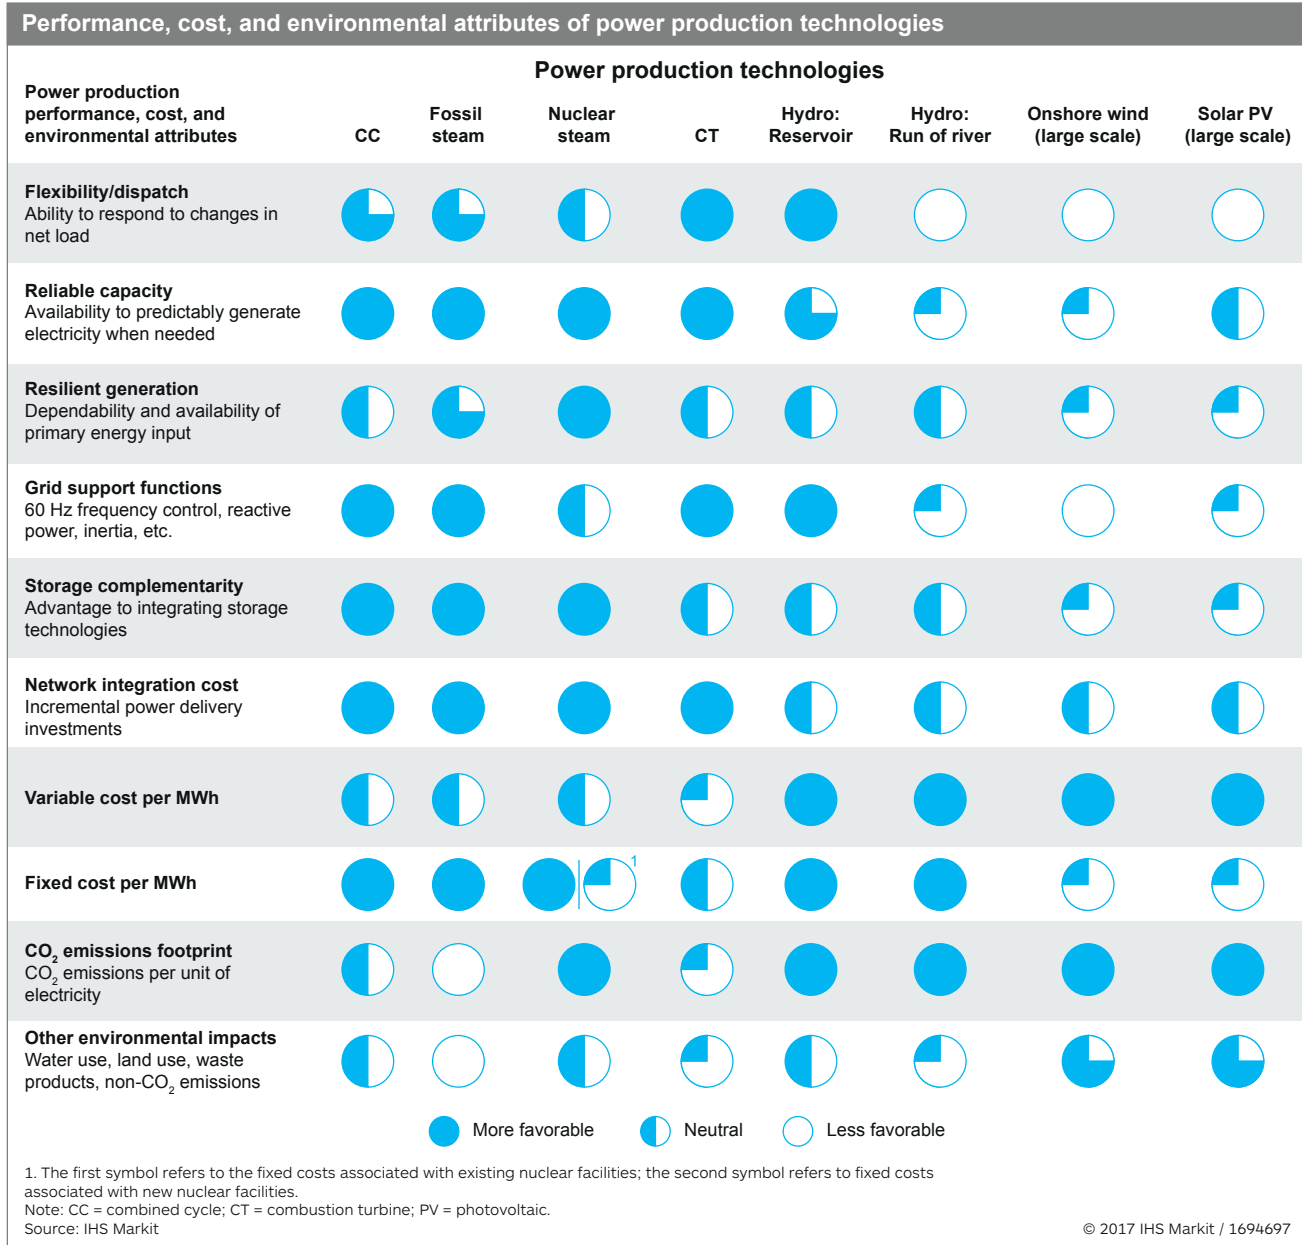 Performance, cost, and environmental attributes of power production technologies
Power production technologies
Power production
performance, cost, and
environmental attributes
CC
Fossil
steam
Nuclear
steam
CT
Hydro:
Reservoir
Hydro:
Run of river
Onshore wind
(large scale)
Solar PV
(large scale)
Flexibility/dispatch
Ability to respond to changes in
net load
Reliable capacity
Availability to predictably generate
electricity when needed
Resilient generation
Dependability and availability of
primary energy input
Grid support functions
60 Hz frequency control, reactive
power, inertia, etc.
Storage complementarity
Advantage to integrating storage
technologies
Network integration cost
Incremental power delivery
investments
Variable cost per MWh
Fixed cost per MWh
1
CO₂ emissions footprint
CO₂ emissions per unit of
electricity
Other environmental impacts
Water use, land use, waste
products, non-CO₂ emissions
More favorable
Neutral
Less favorable
1. The first symbol refers to the fixed costs associated with existing nuclear facilities; the second symbol refers to fixed costs
associated with new nuclear facilities.
Note: CC = combined cycle; CT = combustion turbine; PV = photovoltaic.
Source: IHS Markit
© 2017 IHS Markit / 1694697